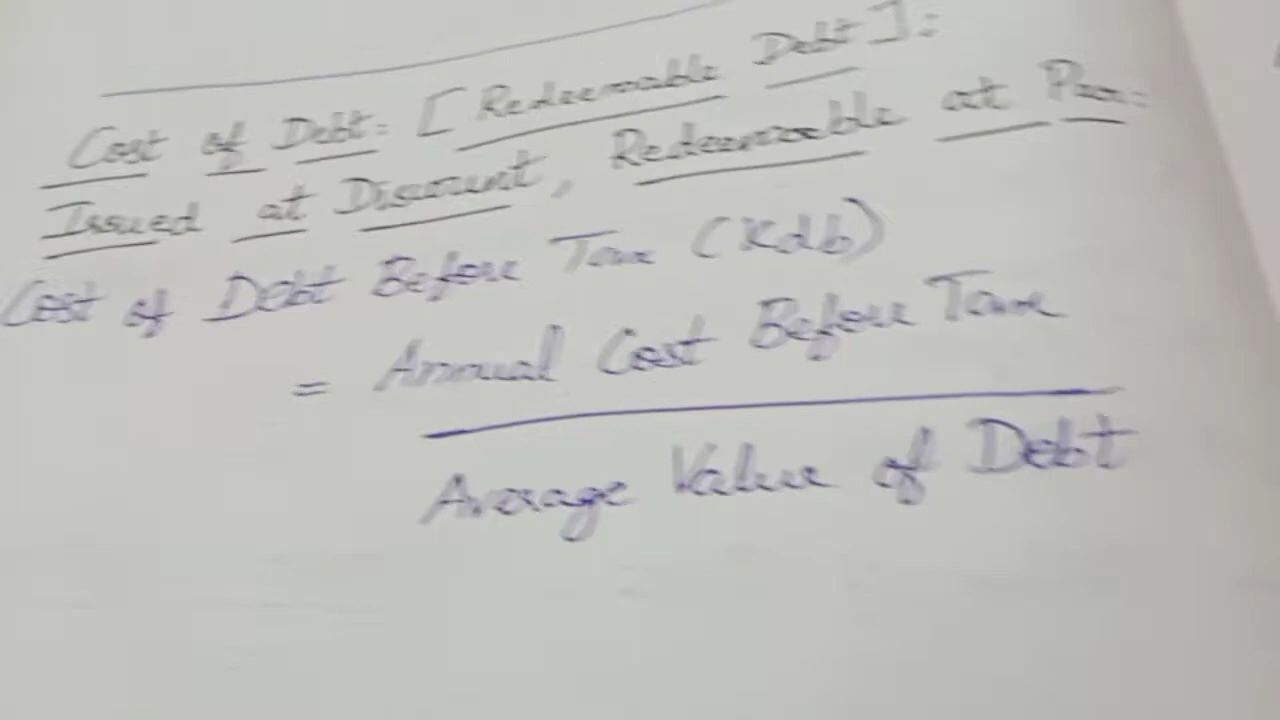 Cost of Debt: [Redeemable Debt]:
Issued at Discount, Redeemable at Par:
Cost of Debt Before Tax (Kdb)
= Annual Cost Before Tax
Average Value of Debt